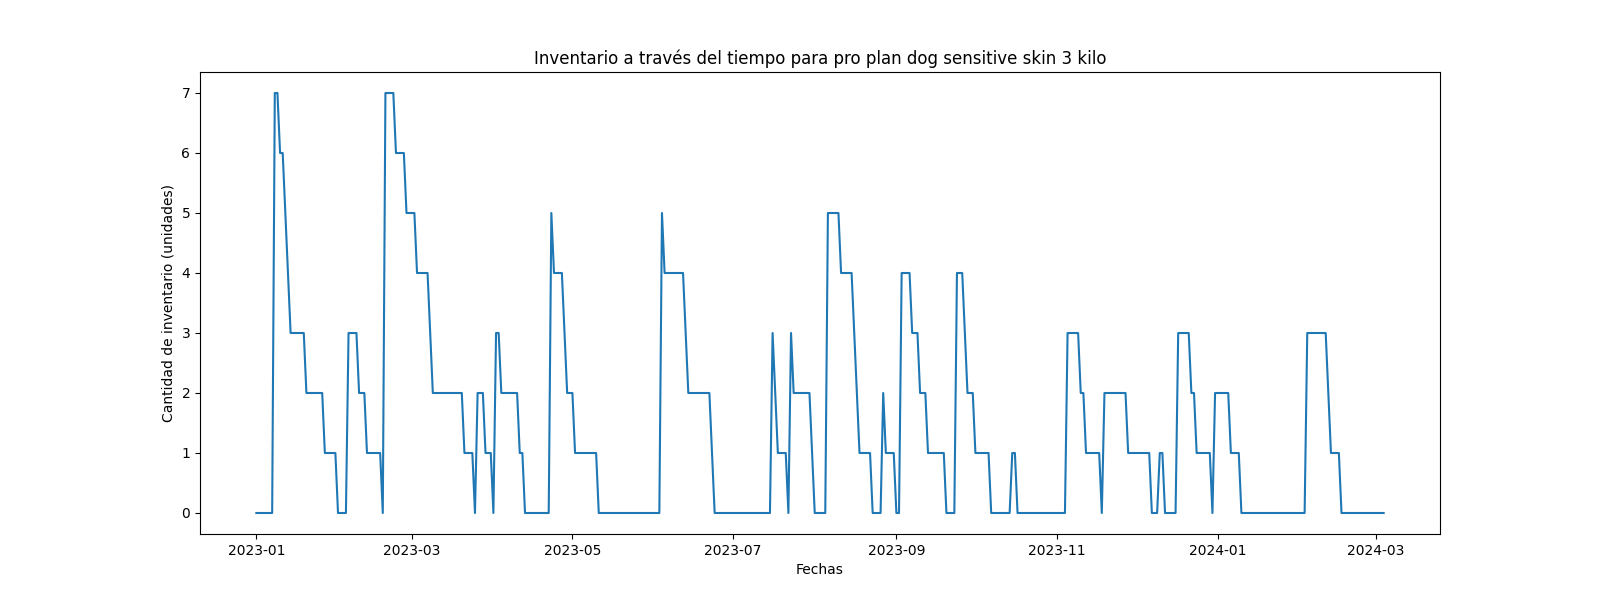 Inventario a través del tiempo para pro plan dog sensitive skin 3 kilo
Cantidad de inventario (unidades)
7
6
5
4
3
2
1
0
2023-01 2023-03 2023-05 2023-07 2023-09 2023-11 2024-01 2024-03
Fechas